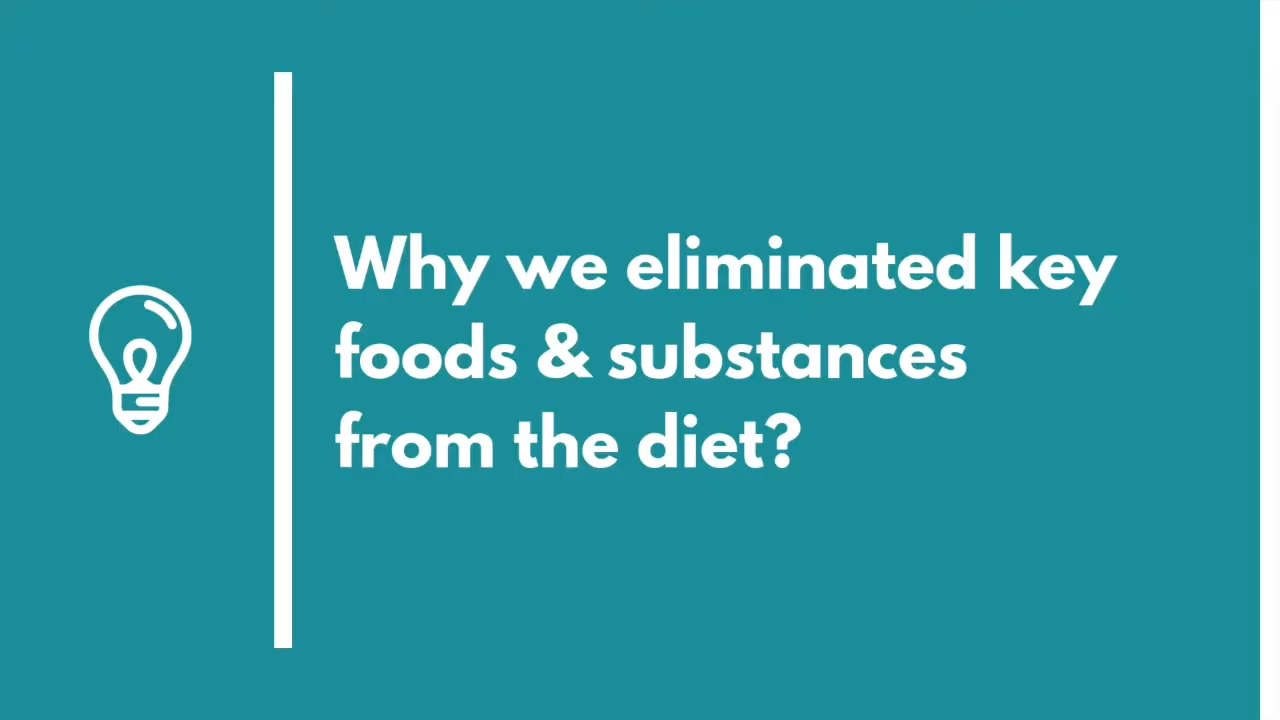 Why we eliminated key
foods & substances
from the diet?